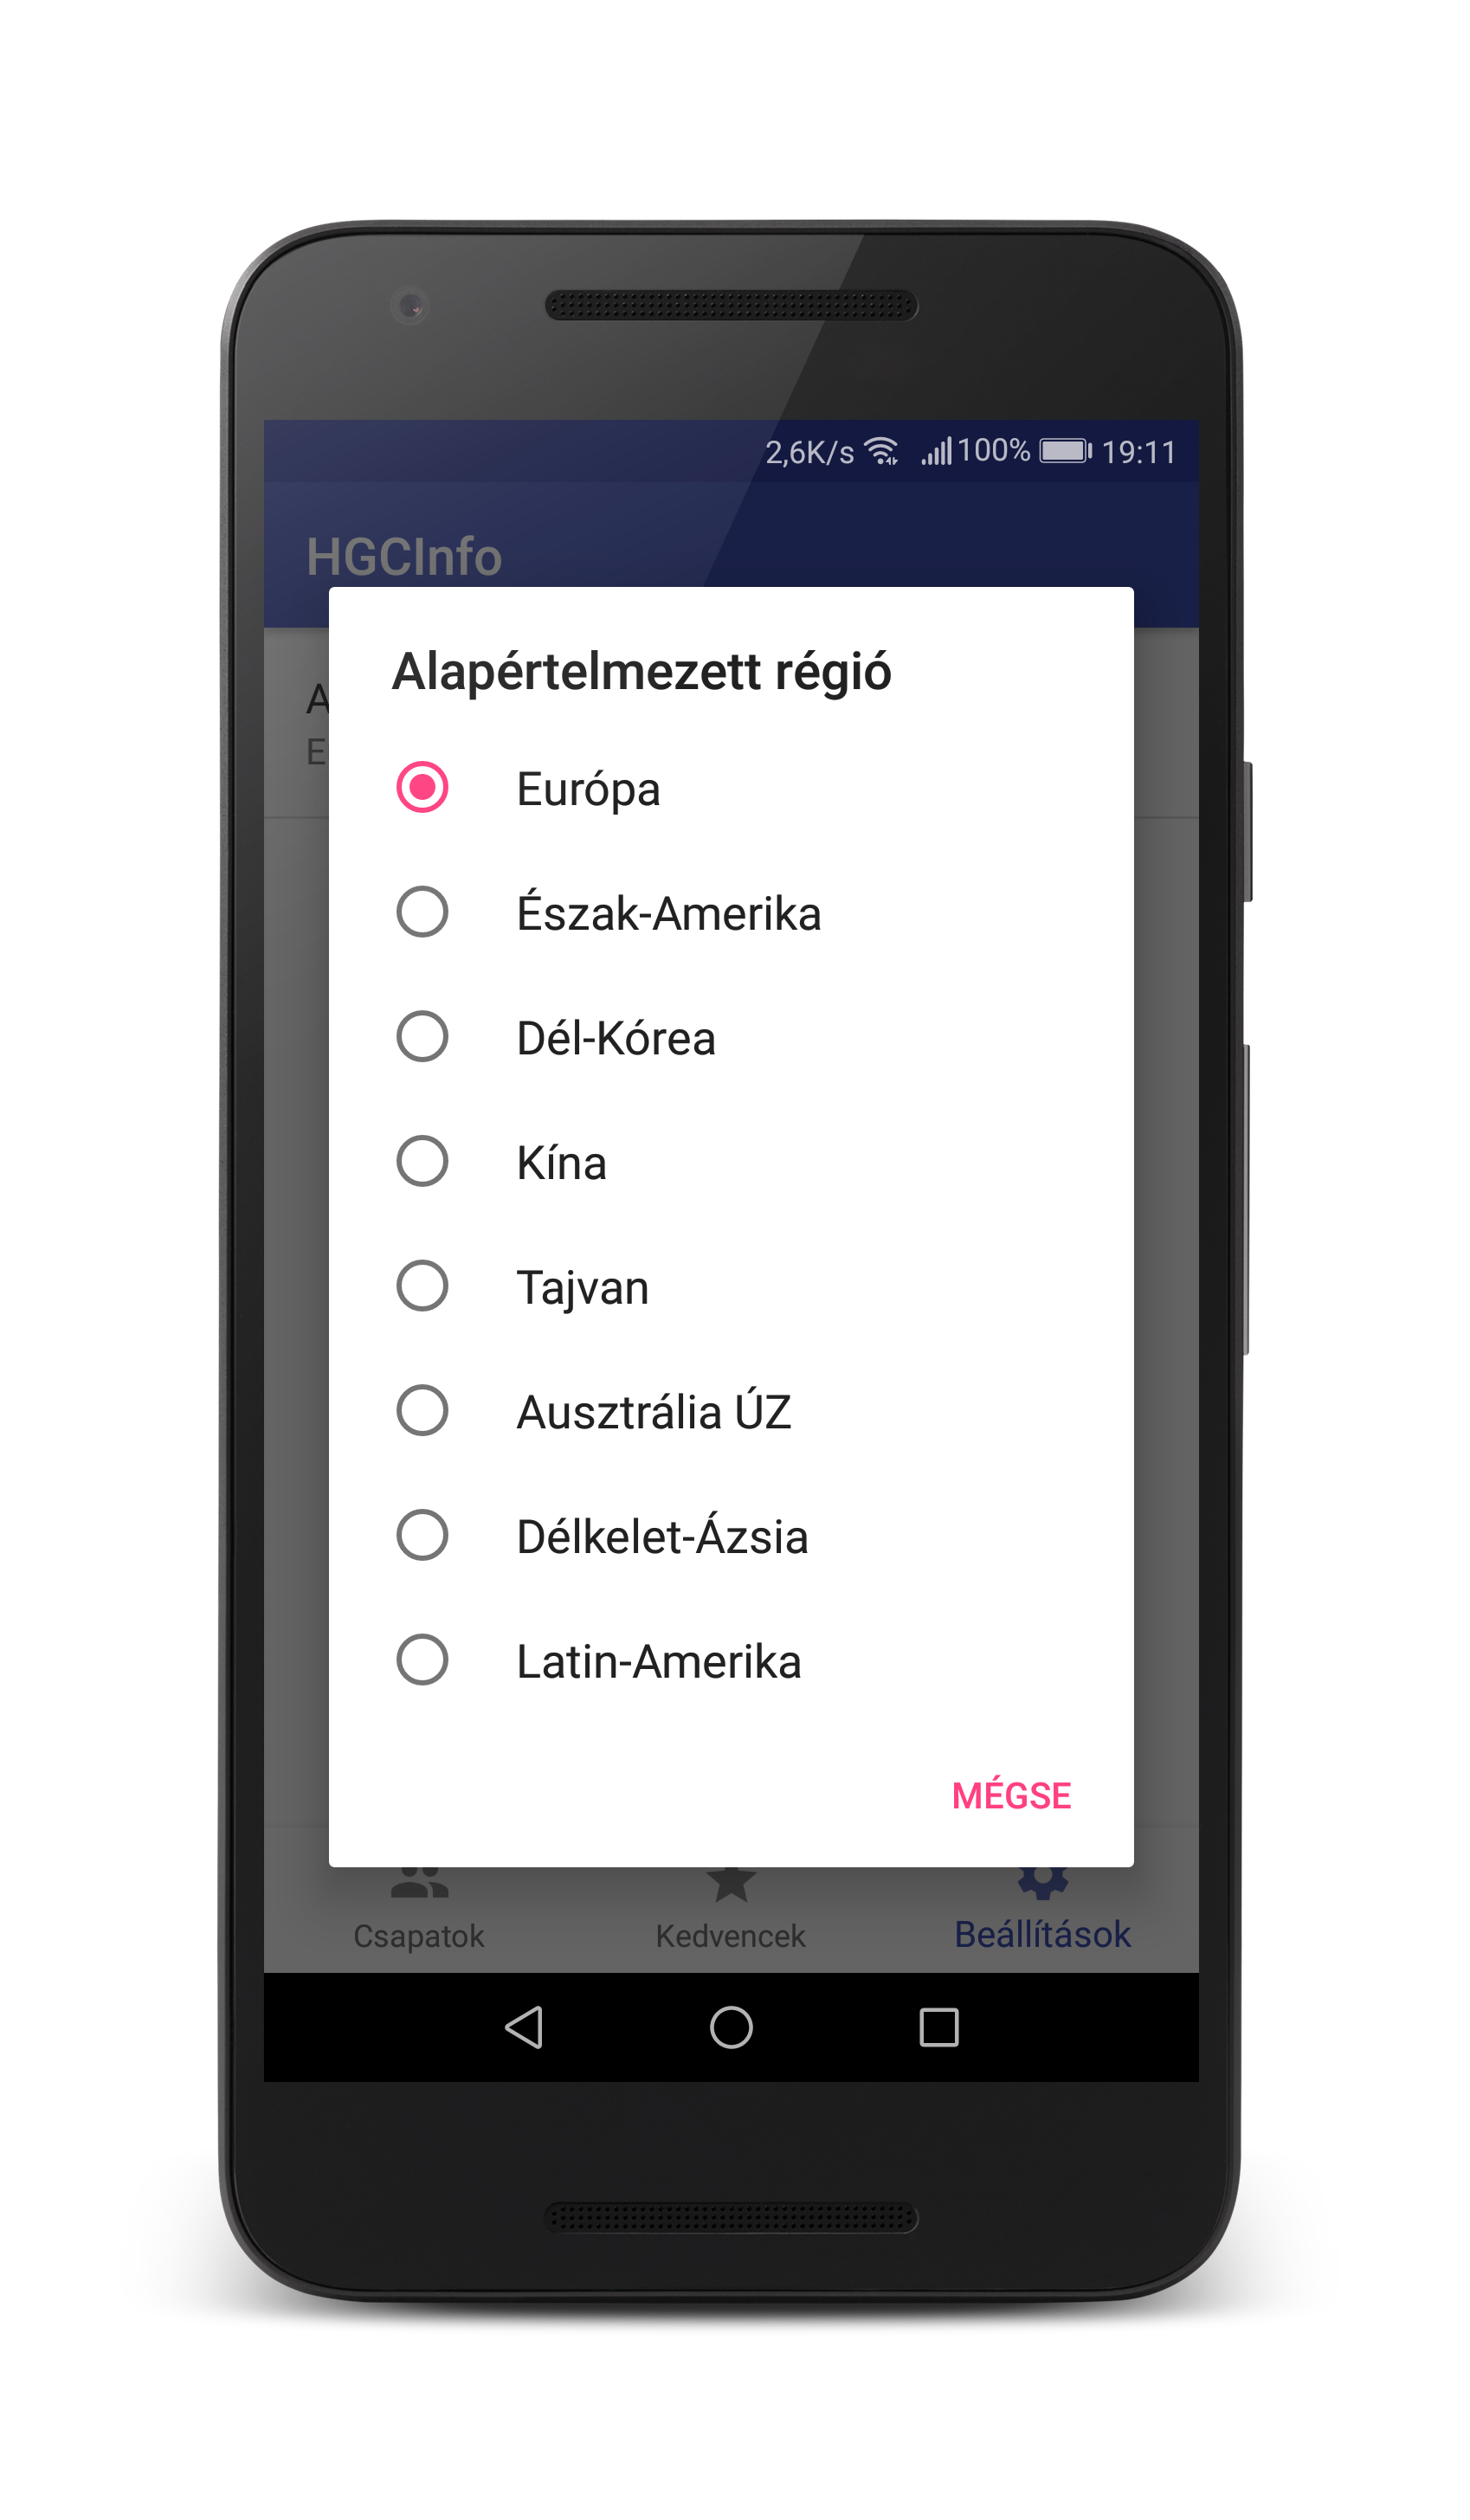 2,6K/s 100% 19:11
HGCInfo
Alapértelmezett régió
A
E
Európa
Észak-Amerika
Dél-Kórea
Kína
Tajvan
Ausztrália ÚZ
Délkelet-Ázsia
Latin-Amerika
MÉGSE
Csapatok Kedvencek Beállítások